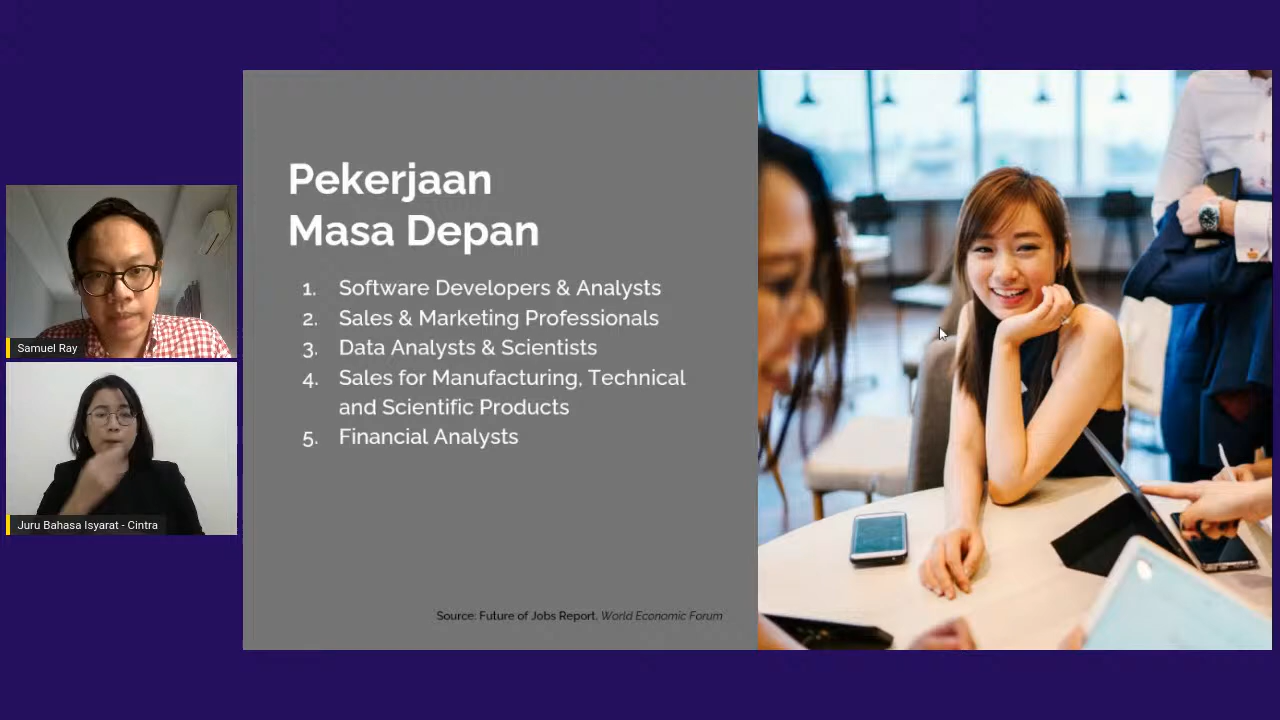 Pekerjaan
Masa Depan
1. Software Developers & Analysts
2. Sales & Marketing Professionals
3. Data Analysts & Scientists
4. Sales for Manufacturing, Technical
and Scientific Products
5. Financial Analysts
Source: Future of Jobs Report, World Economic Forum
Samuel Ray
Juru Bahasa Isyarat - Cintra